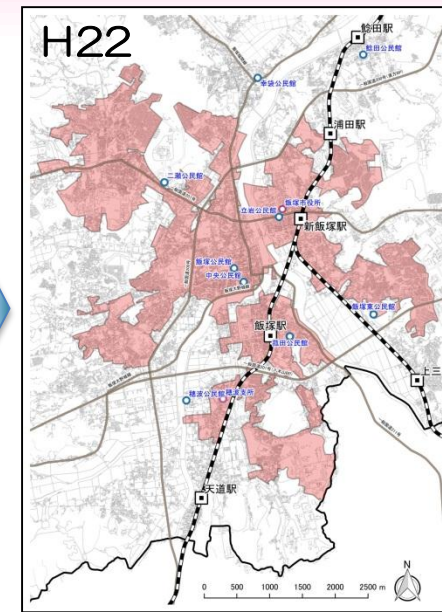 H22
鯰田駅
鯰田公民館
幸袋公民館
浦田駅
二瀬公民館
飯塚市役所
立岩公民館
新飯塚駅
飯塚公民館
中央公民館
飯塚東公民館
飯塚駅
菰田公民館
上三
穂波公民館
穂波支所
天道駅
N
0 500 1000 1500 2000 2500 m